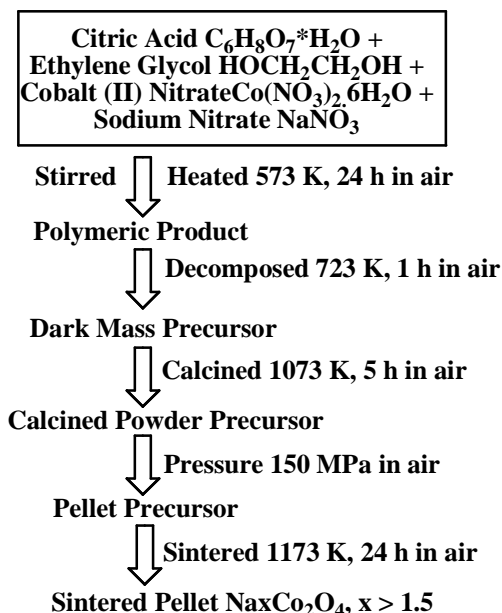 Citric Acid C₆H₈O₇*H₂O +
Ethylene Glycol HOCH₂CH₂OH +
Cobalt (II) NitrateCo(NO₃)₂.6H₂O +
Sodium Nitrate NaNO₃
Stirred Heated 573 K, 24 h in air
Polymeric Product
Decomposed 723 K, 1 h in air
Dark Mass Precursor
Calcined 1073 K, 5 h in air
Calcined Powder Precursor
Pressure 150 MPa in air
Pellet Precursor
Sintered 1173 K, 24 h in air
Sintered Pellet NaxCo₂O₄, x > 1.5